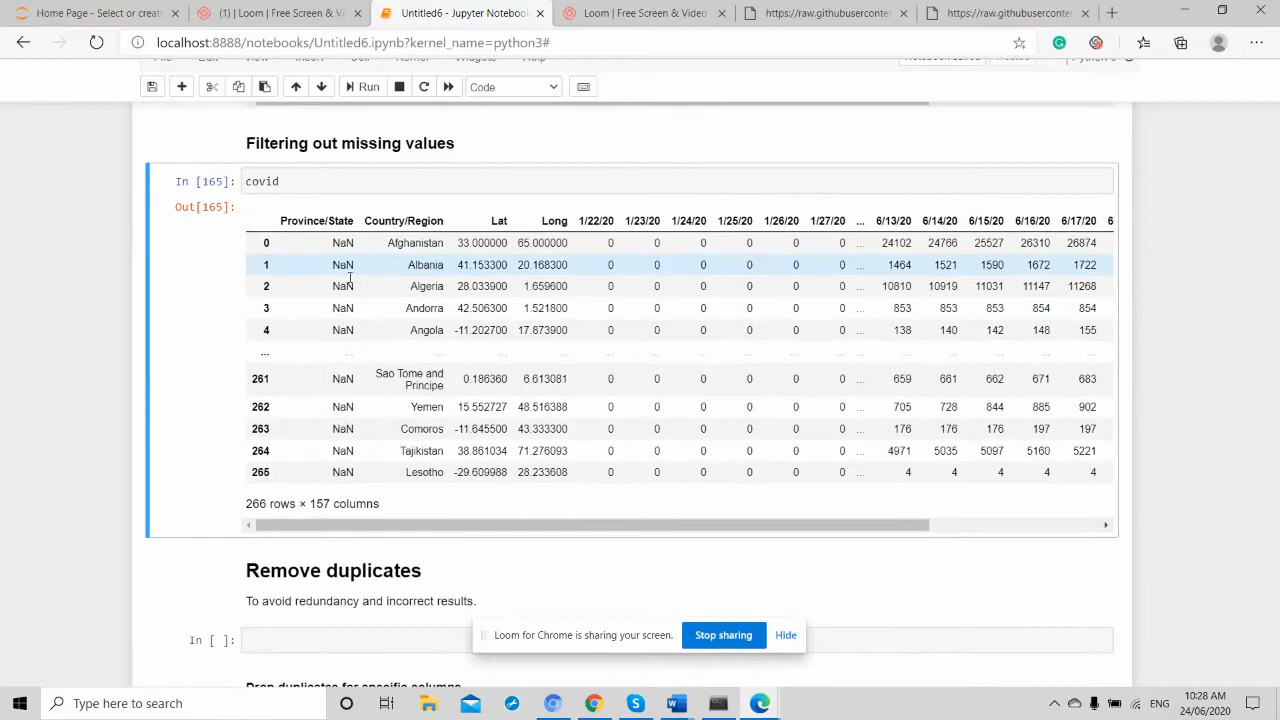 Projects - Select or create
(1) Loom | Free Screen & Video
Untitled6 - Jupyter Notebook
Loom | Free Screen & Video
https://raw.githubuserconte
https://raw.githubuserconte
localhost:8888/notebooks/Untitled6.ipynb?kernel_name=python3#
Run
Code
Filtering out missing values
In [165]: covid
Out[165]:
Province/State Country/Region Lat Long 1/22/20 1/23/20 1/24/20 1/25/20 1/26/20 1/27/20 ... 6/13/20 6/14/20 6/15/20 6/16/20 6/17/20 6
0 NaN Afghanistan 33.000000 65.000000 0 0 0 0 0 0 ... 24102 24766 25527 26310 26874
1 NaN Albania 41.153300 20.168300 0 0 0 0 0 0 ... 1464 1521 1590 1672 1722
2 NaN Algeria 28.033900 1.659600 0 0 0 0 0 0 ... 10810 10919 11031 11147 11268
3 NaN Andorra 42.506300 1.521800 0 0 0 0 0 0 ... 853 853 853 854 854
4 NaN Angola -11.202700 17.873900 0 0 0 0 0 0 ... 138 140 142 148 155
... ... ... ... ... ... ... ... ... ... ... ... ... ... ... ... ...
261 NaN Sao Tome and Principe 0.186360 6.613081 0 0 0 0 0 0 ... 659 661 662 671 683
262 NaN Yemen 15.552727 48.516388 0 0 0 0 0 0 ... 705 728 844 885 902
263 NaN Comoros -11.645500 43.333300 0 0 0 0 0 0 ... 176 176 176 197 197
264 NaN Tajikistan 38.861034 71.276093 0 0 0 0 0 0 ... 4971 5035 5097 5160 5221
265 NaN Lesotho -29.609988 28.233608 0 0 0 0 0 0 ... 4 4 4 4 4
266 rows × 157 columns
Remove duplicates
To avoid redundancy and incorrect results.
In [ ]:
Loom for Chrome is sharing your screen. Stop sharing Hide
Drop duplicates for specific columns
Type here to search
ENG
10:28 AM
24/06/2020